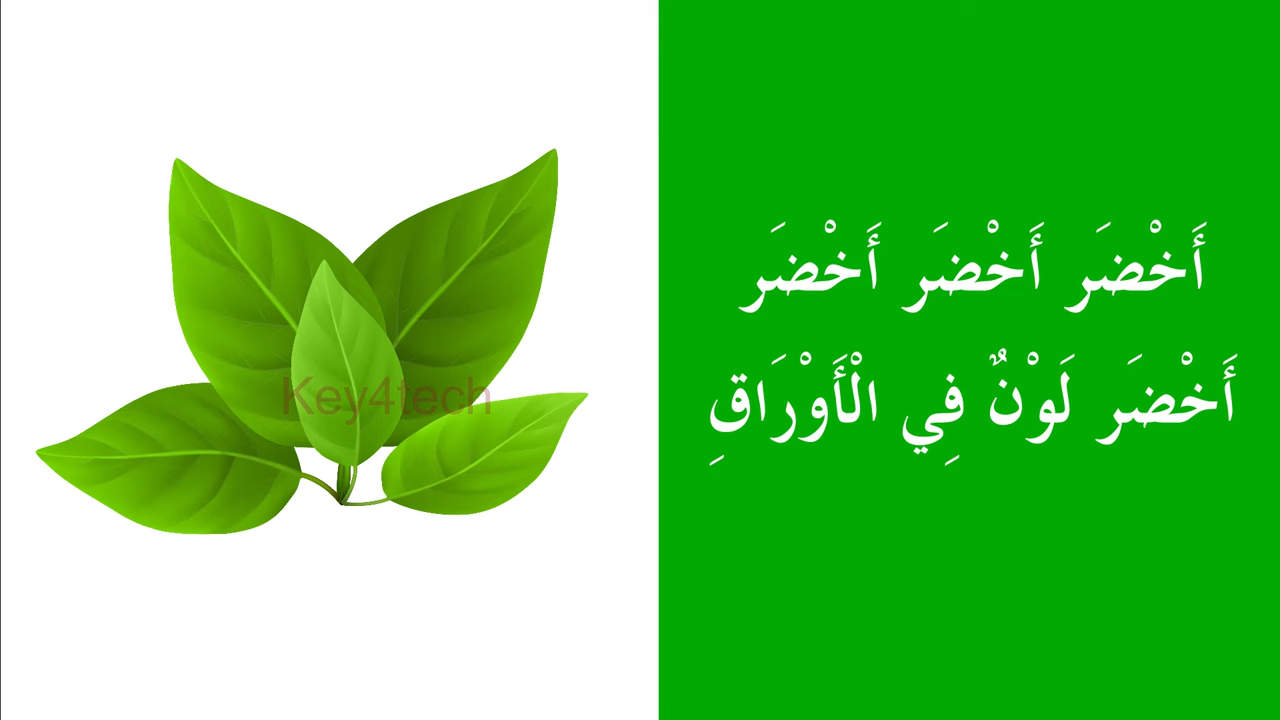 أَخْضَر أَخْضَر أَخْضَر
أَخْضَر لَوْنٌ فِي الْأَوْرَاقِ
Key4tech